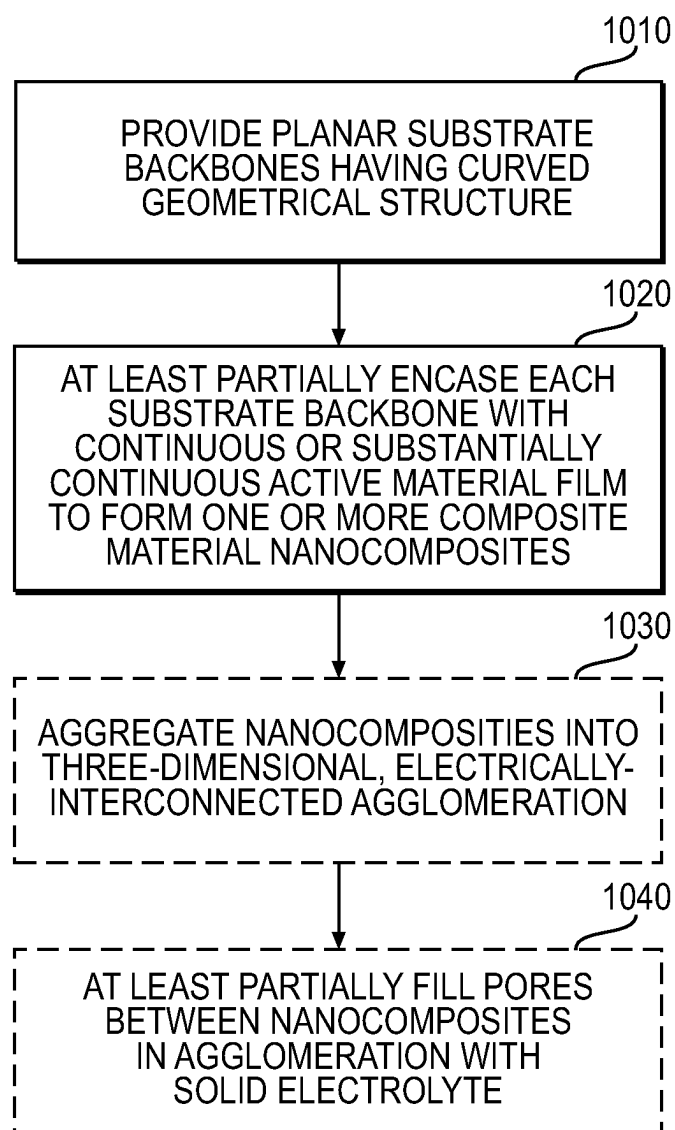 1010
PROVIDE PLANAR SUBSTRATE
BACKBONES HAVING CURVED
GEOMETRICAL STRUCTURE
1020
AT LEAST PARTIALLY ENCASE EACH
SUBSTRATE BACKBONE WITH
CONTINUOUS OR SUBSTANTIALLY
CONTINUOUS ACTIVE MATERIAL FILM
TO FORM ONE OR MORE COMPOSITE
MATERIAL NANOCOMPOSITES
1030
AGGREGATE NANOCOMPOSITIES INTO
THREE-DIMENSIONAL, ELECTRICALLY-
INTERCONNECTED AGGLOMERATION
1040
AT LEAST PARTIALLY FILL PORES
BETWEEN NANOCOMPOSITES
IN AGGLOMERATION WITH
SOLID ELECTROLYTE